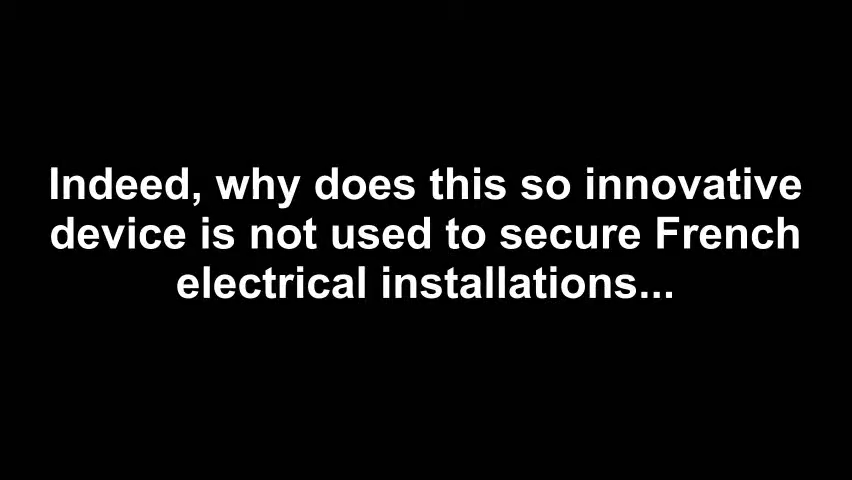 Indeed, why does this so innovative
device is not used to secure French
electrical installations...